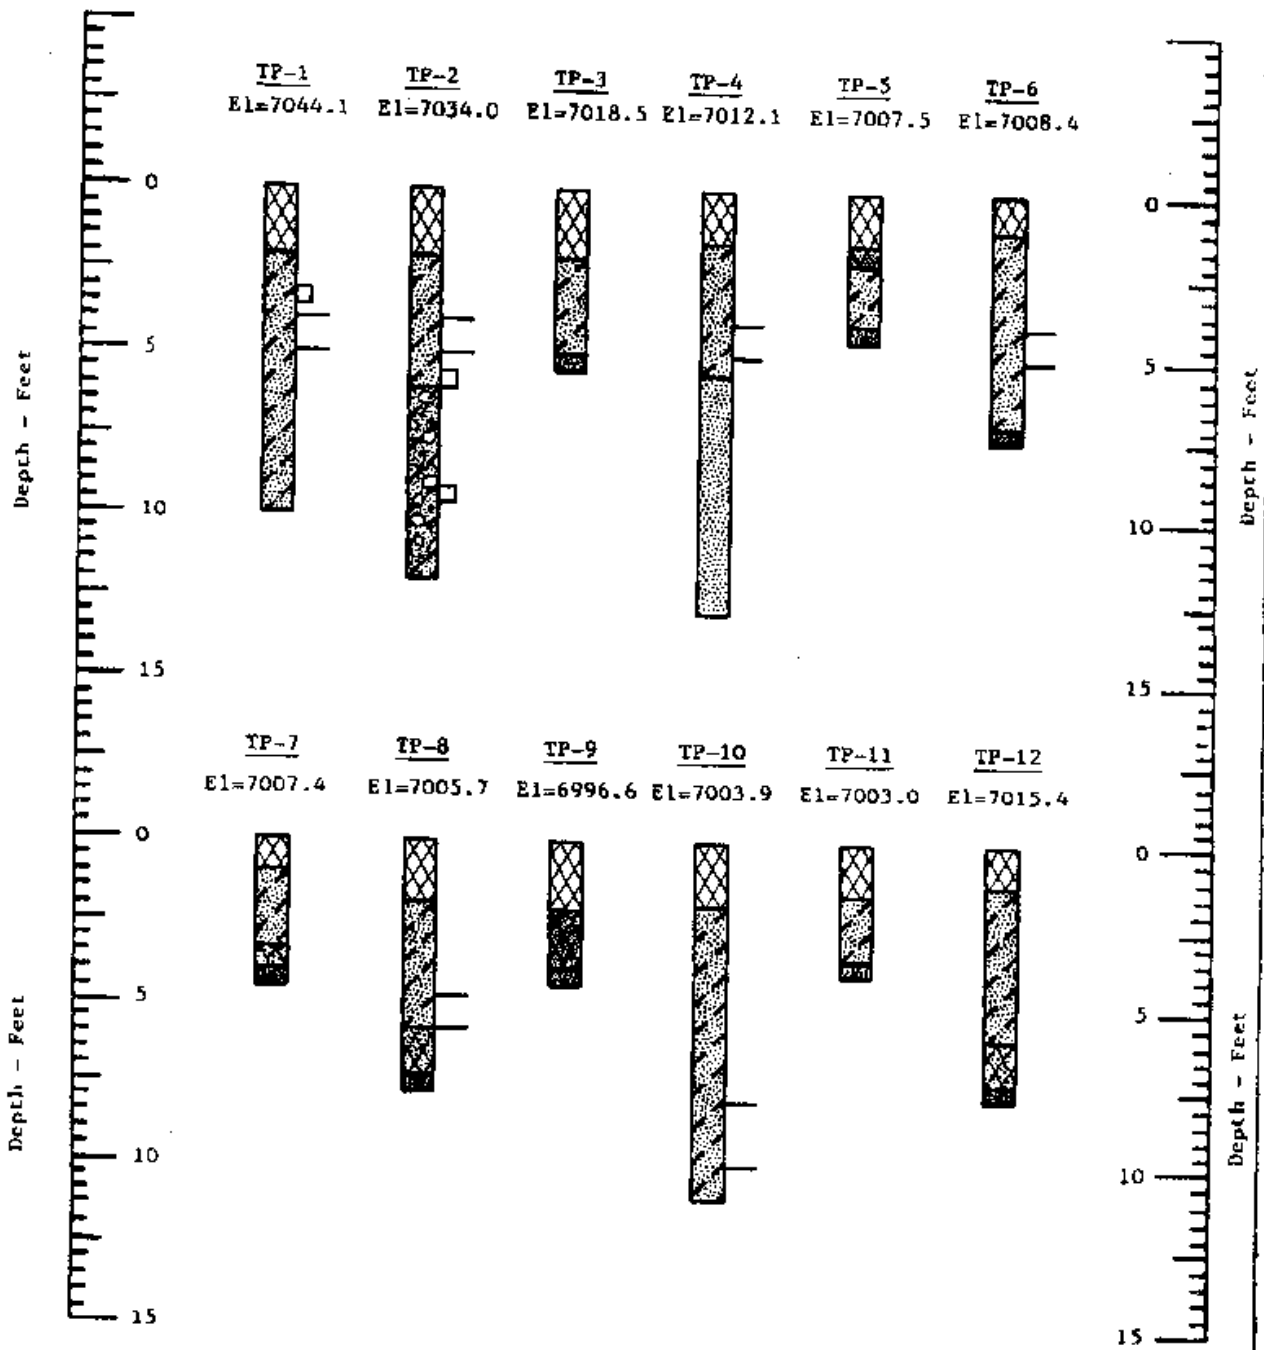 TP-1 TP-2 TP-3 TP-4 TP-5 TP-6
El=7044.1 El=7034.0 El=7018.5 El=7012.1 El=7007.5 El=7008.4
0 0
5 5
Depth - Feet Depth - Feet
10 10
15 15
TP-7 TP-8 TP-9 TP-10 TP-11 TP-12
El=7007.4 El=7005.7 El=6996.6 El=7003.9 El=7003.0 El=7015.4
0 0
5 5
Depth - Feet Depth - Feet
10 10
15 15